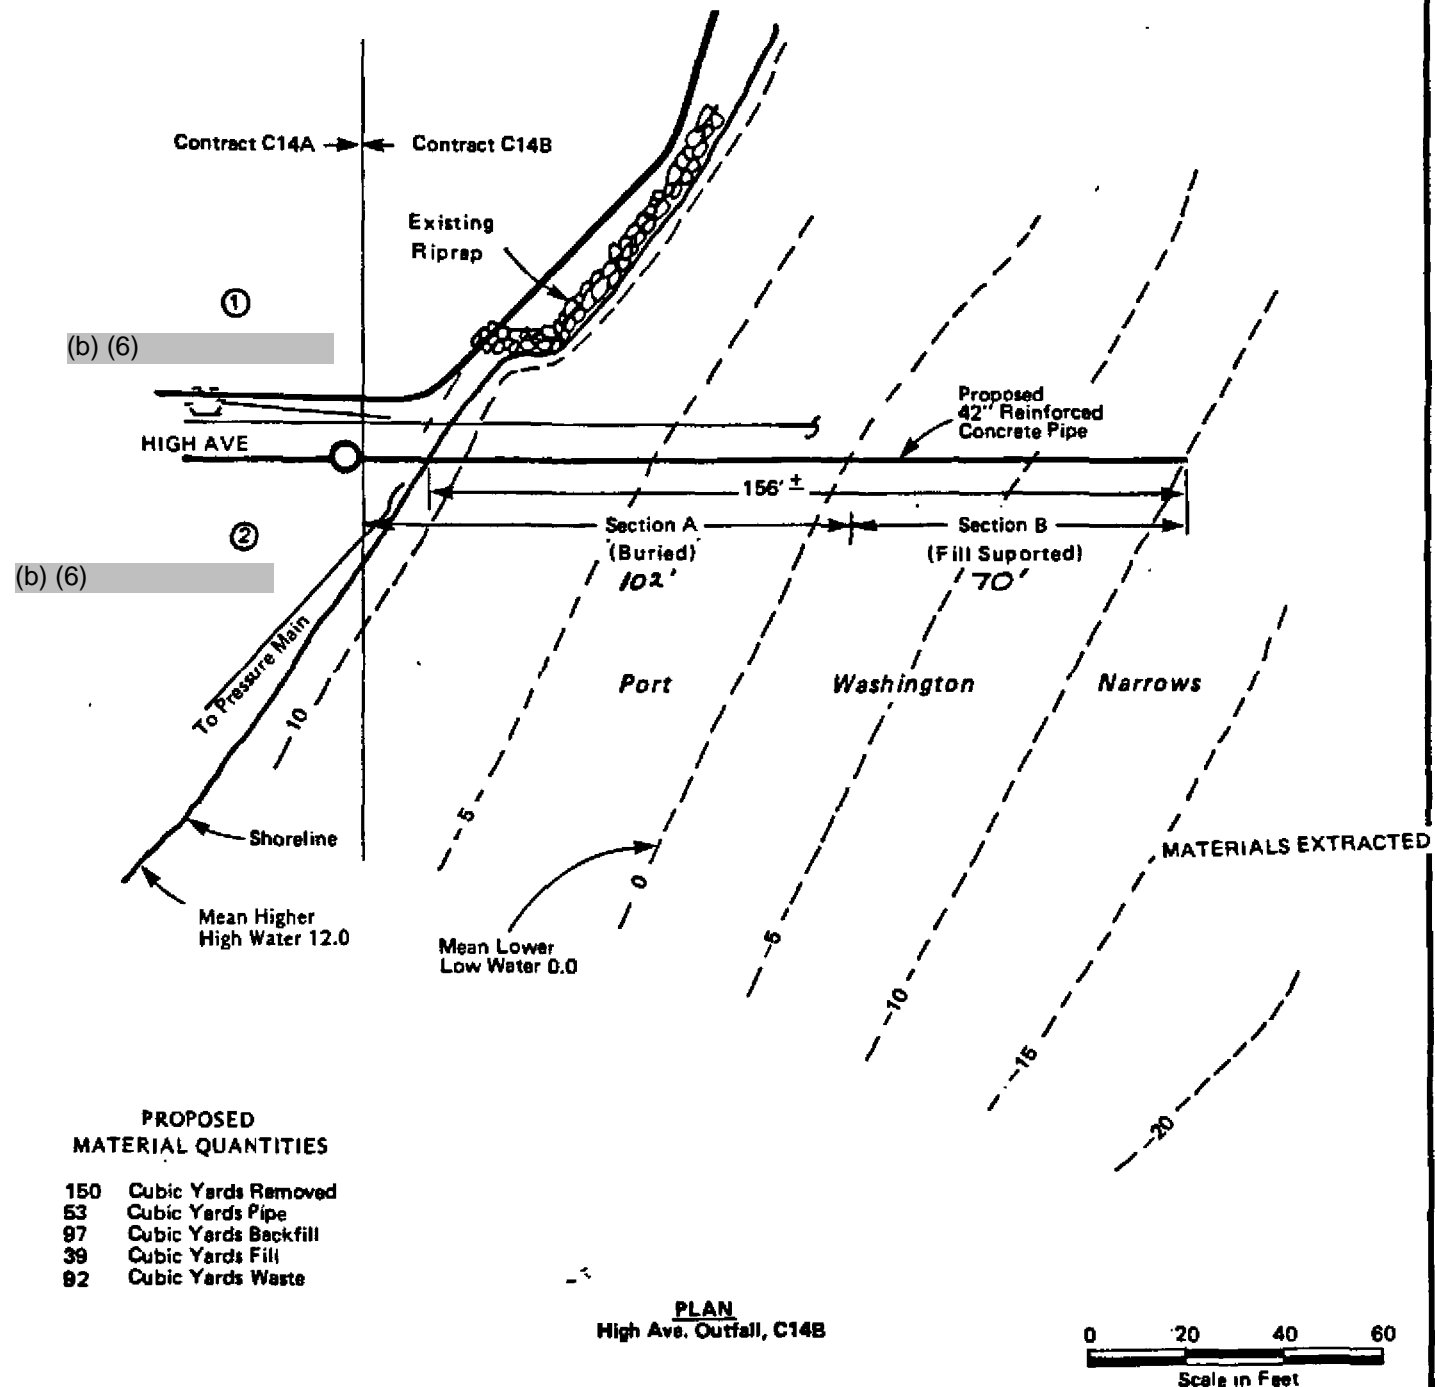 Contract C14A
Contract C14B
Existing
Riprap
1
(b) (6)
Proposed
42" Reinforced
Concrete Pipe
HIGH AVE
156' ±
Section A
(Buried)
102'
Section B
(Fill Suported)
70'
2
(b) (6)
To Pressure Main
Port Washington Narrows
10
5
0
-5
-10
-15
-20
Shoreline
MATERIALS EXTRACTED
Mean Higher
High Water 12.0
Mean Lower
Low Water 0.0
PROPOSED
MATERIAL QUANTITIES
150 Cubic Yards Removed
53 Cubic Yards Pipe
97 Cubic Yards Backfill
39 Cubic Yards Fill
92 Cubic Yards Waste
PLAN
High Ave. Outfall, C14B
0 20 40 60
Scale in Feet